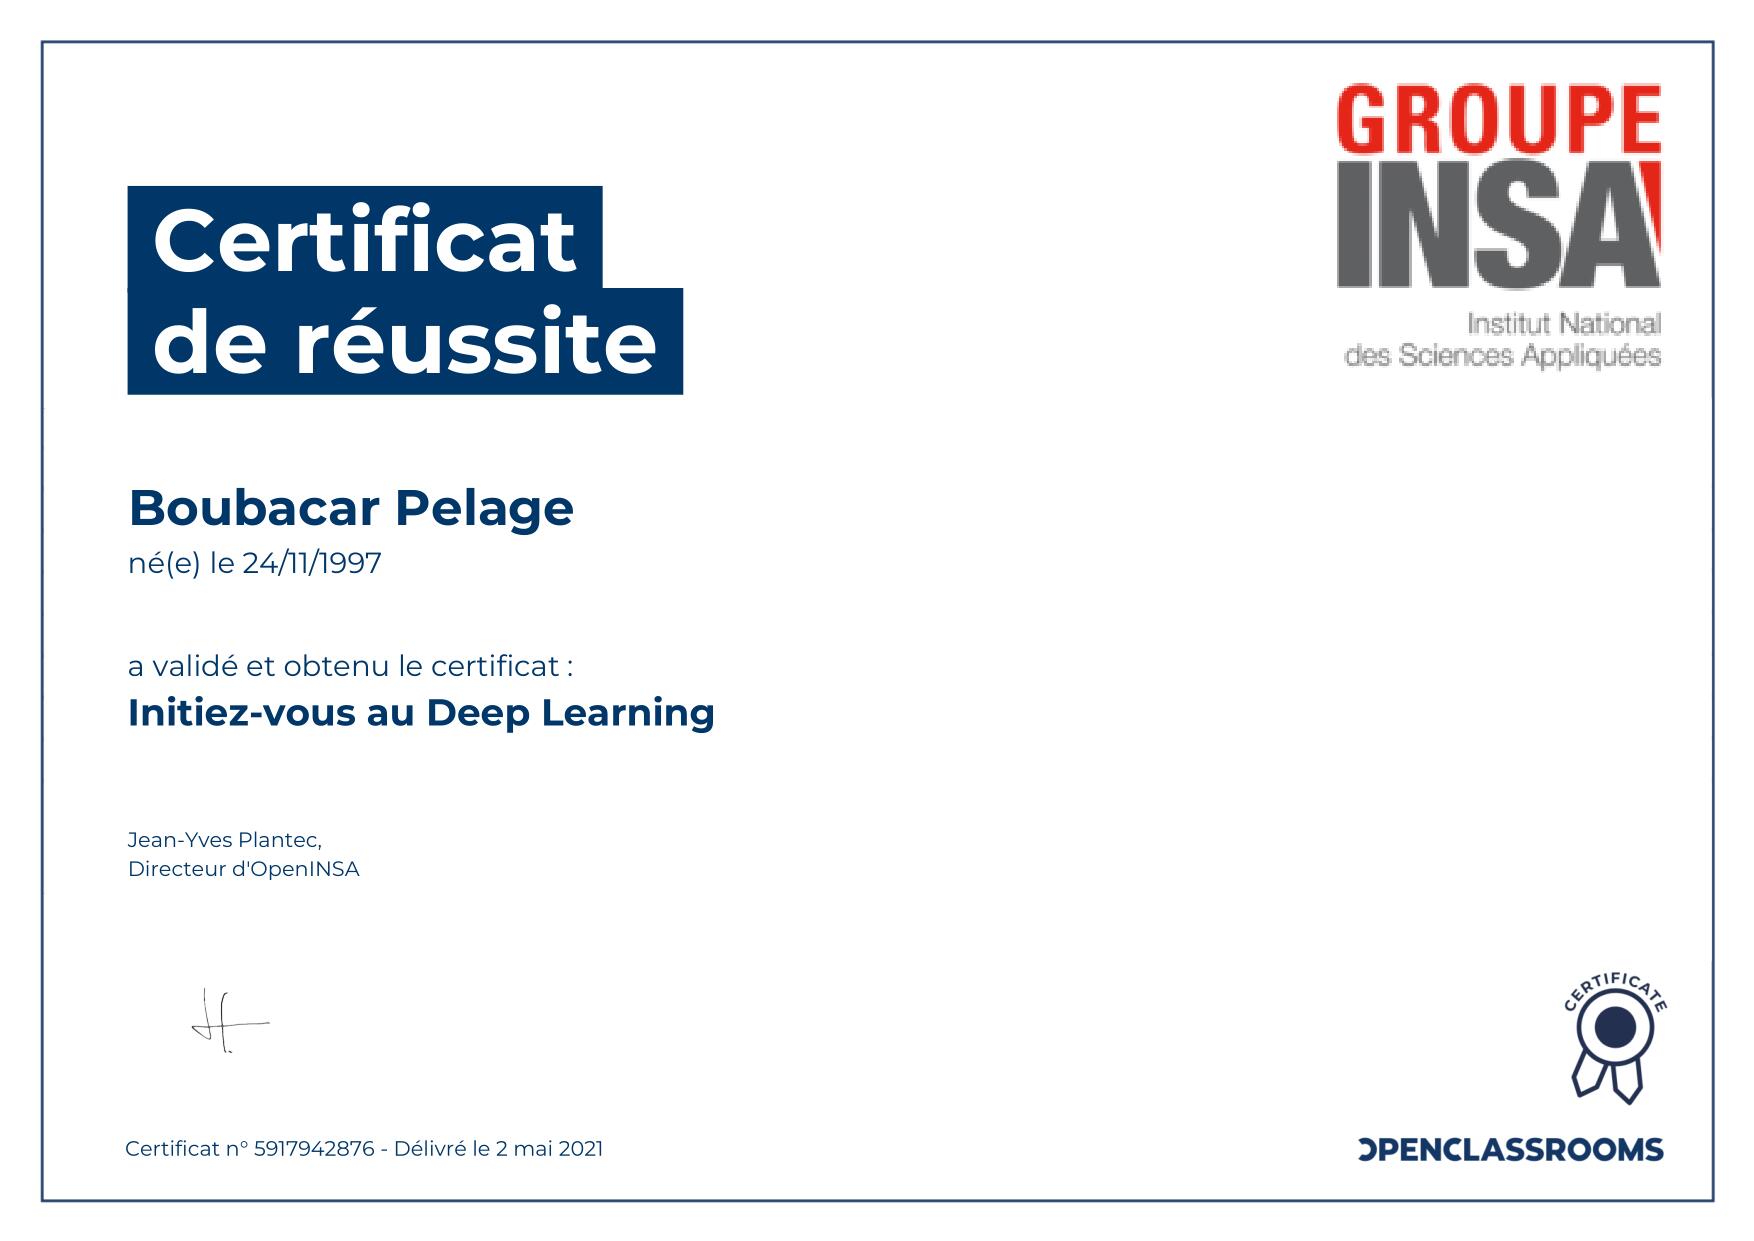 GROUPE
INSA
Institut National
des Sciences Appliquées
Certificat
de réussite
Boubacar Pelage
né(e) le 24/11/1997
a validé et obtenu le certificat :
Initiez-vous au Deep Learning
Jean-Yves Plantec,
Directeur d'OpenINSA
CERTIFICATE
Certificat n° 5917942876 - Délivré le 2 mai 2021
OPENCLASSROOMS